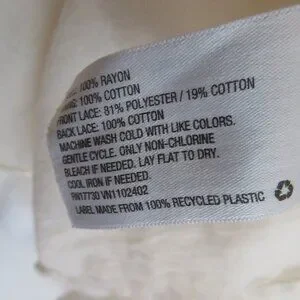 100% RAYON
100% COTTON
FRONT LACE: 81% POLYESTER / 19% COTTON
BACK LACE: 100% COTTON
MACHINE WASH COLD WITH LIKE COLORS.
GENTLE CYCLE. ONLY NON-CHLORINE
BLEACH IF NEEDED. LAY FLAT TO DRY.
COOL IRON IF NEEDED.
VN1102402
LABEL MADE FROM 100% RECYCLED PLASTIC